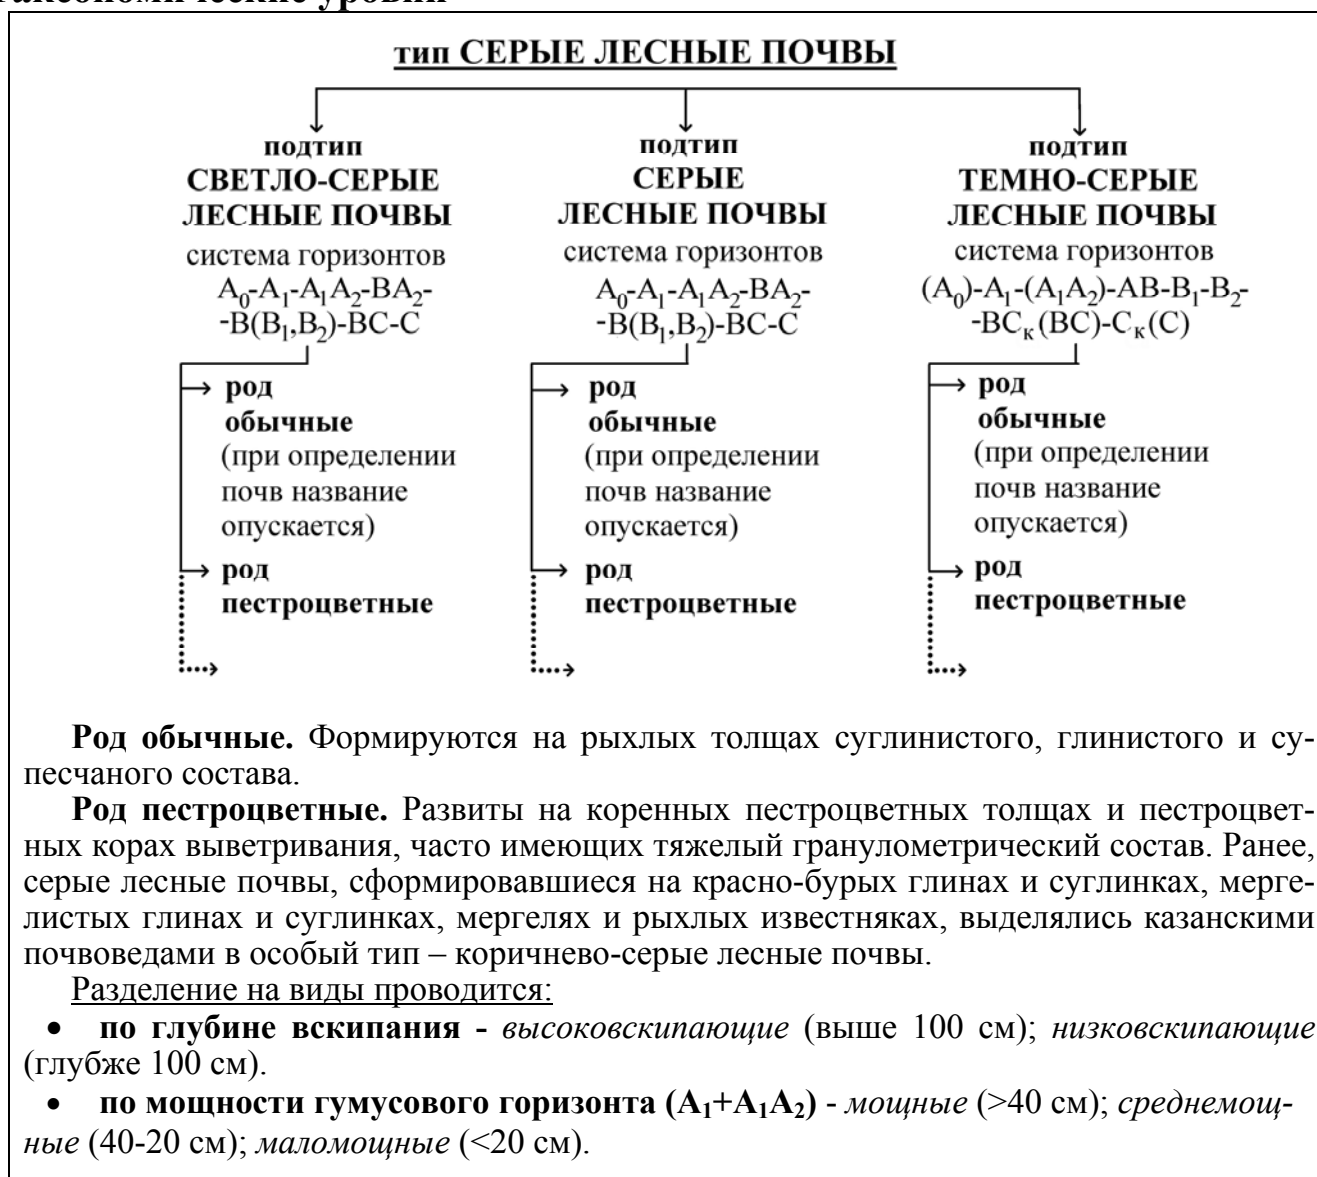 таксономические уровни
тип СЕРЫЕ ЛЕСНЫЕ ПОЧВЫ
подтип
СВЕТЛО-СЕРЫЕ
ЛЕСНЫЕ ПОЧВЫ
система горизонтов
A₀-A₁-A₁A₂-BA₂-
-B(B₁,B₂)-BC-C
род
обычные
(при определении
почв название
опускается)
род
пестроцветные
подтип
СЕРЫЕ
ЛЕСНЫЕ ПОЧВЫ
система горизонтов
A₀-A₁-A₁A₂-BA₂-
-B(B₁,B₂)-BC-C
род
обычные
(при определении
почв название
опускается)
род
пестроцветные
подтип
ТЕМНО-СЕРЫЕ
ЛЕСНЫЕ ПОЧВЫ
система горизонтов
(A₀)-A₁-(A₁A₂)-AB-B₁-B₂-
-BCк(BC)-Cк(C)
род
обычные
(при определении
почв название
опускается)
род
пестроцветные
Род обычные. Формируются на рыхлых толщах суглинистого, глинистого и су-
песчаного состава.
Род пестроцветные. Развиты на коренных пестроцветных толщах и пестроцвет-
ных корах выветривания, часто имеющих тяжелый гранулометрический состав. Ранее,
серые лесные почвы, сформировавшиеся на красно-бурых глинах и суглинках, мерге-
листых глинах и суглинках, мергелях и рыхлых известняках, выделялись казанскими
почвоведами в особый тип – коричнево-серые лесные почвы.
Разделение на виды проводится:
• по глубине вскипания - высоковскипающие (выше 100 см); низковскипающие
(глубже 100 см).
• по мощности гумусового горизонта (A₁+A₁A₂) - мощные (>40 см); среднемощ-
ные (40-20 см); маломощные (<20 см).